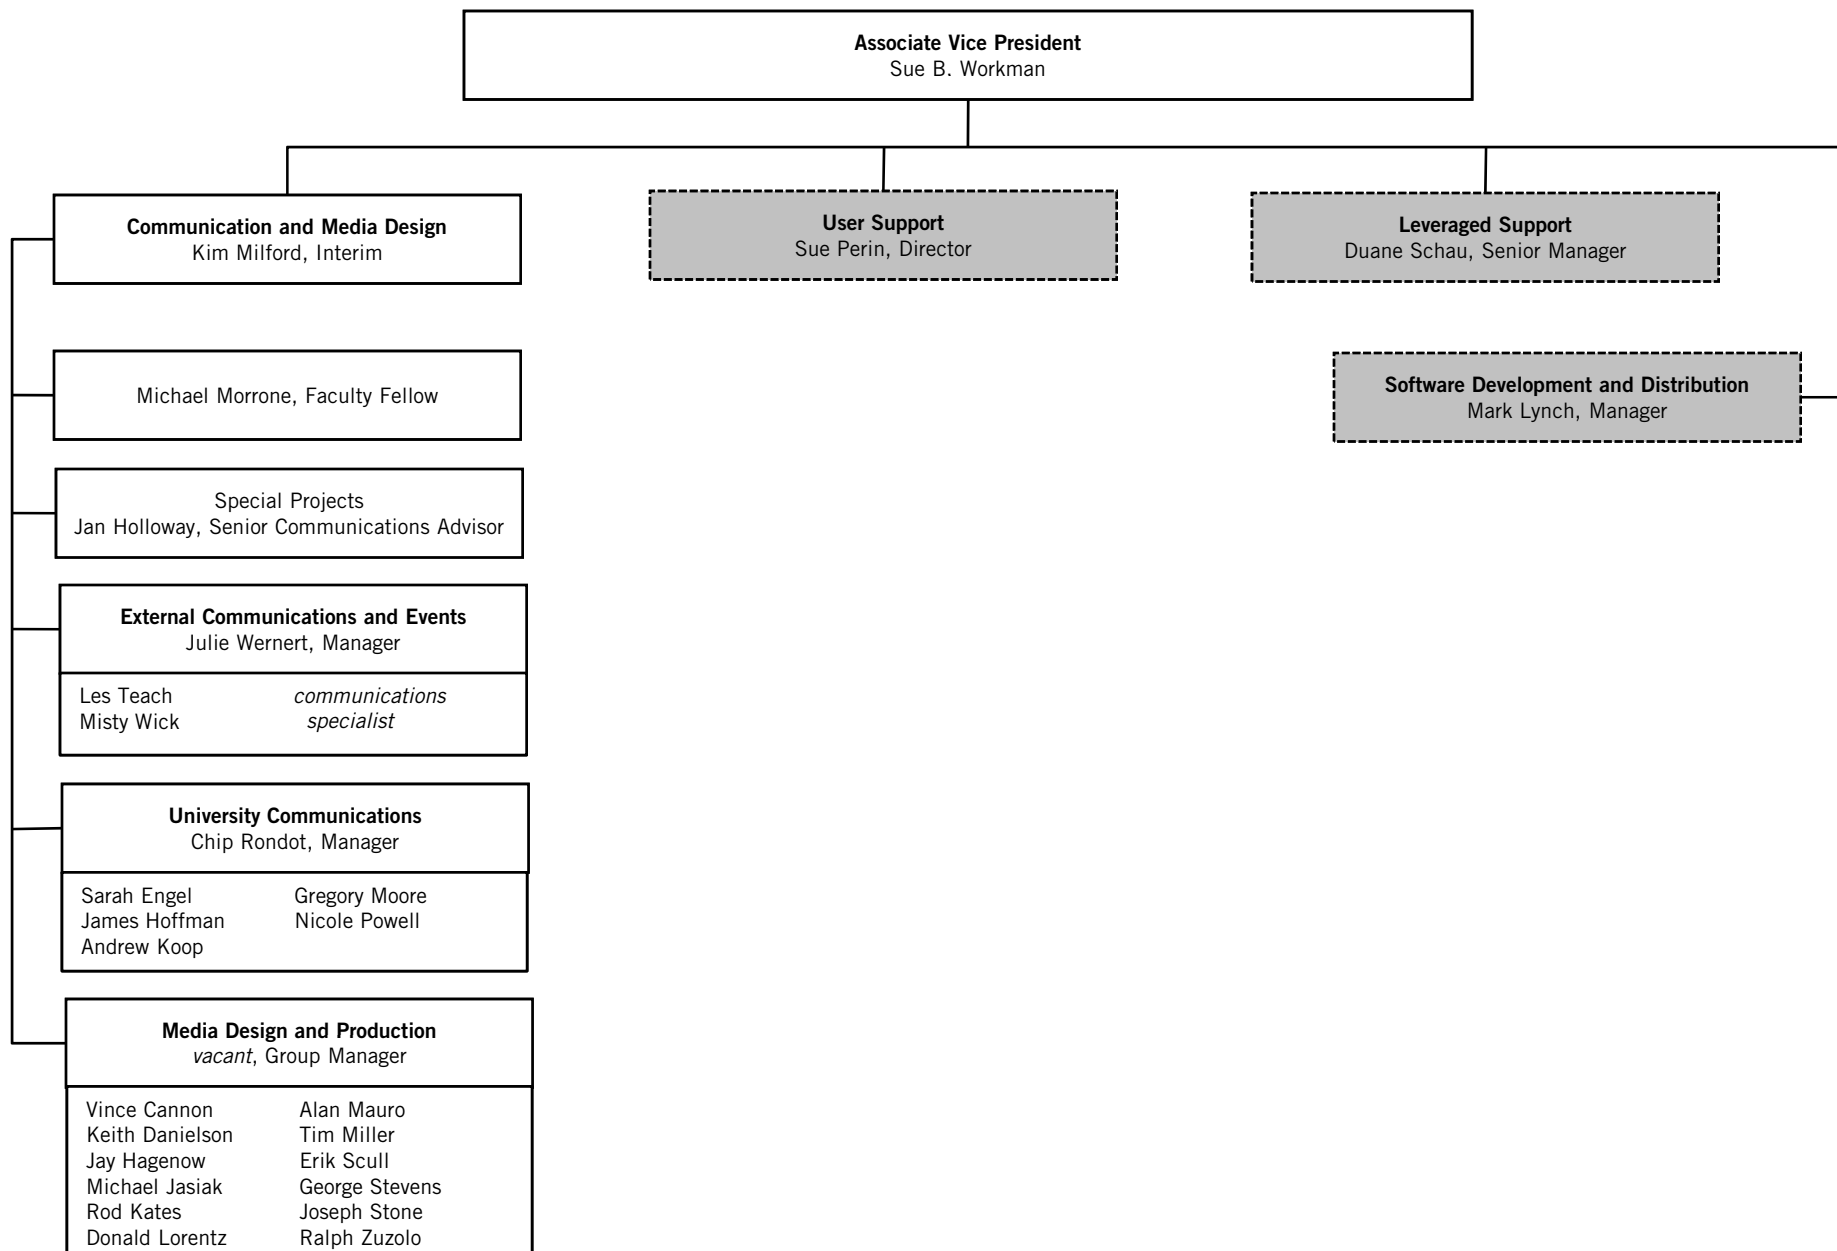 Associate Vice President
Sue B. Workman
Communication and Media Design
Kim Milford, Interim
User Support
Sue Perin, Director
Leveraged Support
Duane Schau, Senior Manager
Michael Morrone, Faculty Fellow
Software Development and Distribution
Mark Lynch, Manager
Special Projects
Jan Holloway, Senior Communications Advisor
External Communications and Events
Julie Wernert, Manager
Les Teach
Misty Wick
communications
specialist
University Communications
Chip Rondot, Manager
Sarah Engel
James Hoffman
Andrew Koop
Gregory Moore
Nicole Powell
Media Design and Production
vacant, Group Manager
Vince Cannon
Keith Danielson
Jay Hagenow
Michael Jasiak
Rod Kates
Donald Lorentz
Alan Mauro
Tim Miller
Erik Scull
George Stevens
Joseph Stone
Ralph Zuzolo